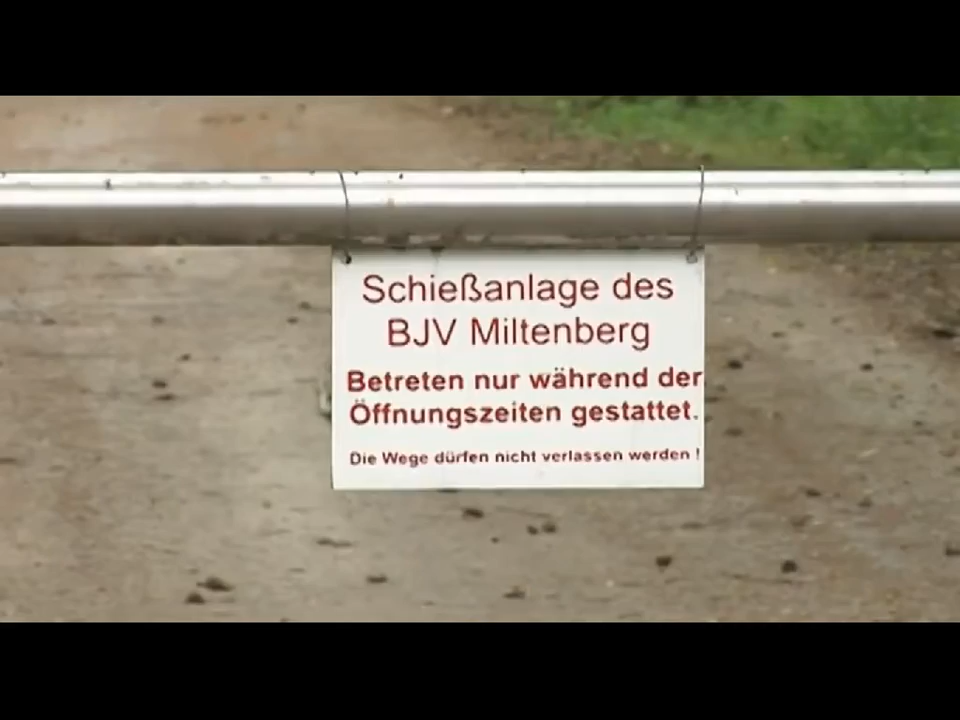 Schießanlage des
BJV Miltenberg
Betreten nur während der
Öffnungszeiten gestattet.
Die Wege dürfen nicht verlassen werden !